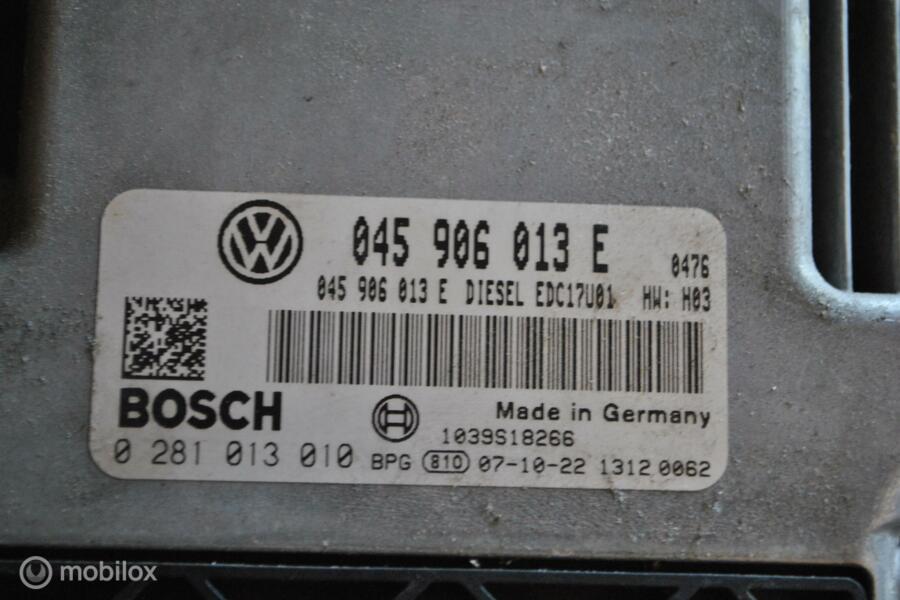 045 906 013 E
0476
045 906 013 E DIESEL EDC17U01 HW: H03
BOSCH
Made in Germany
1039S18266
0 281 013 010 BPG 810 07-10-22 1312 0062
mobilox